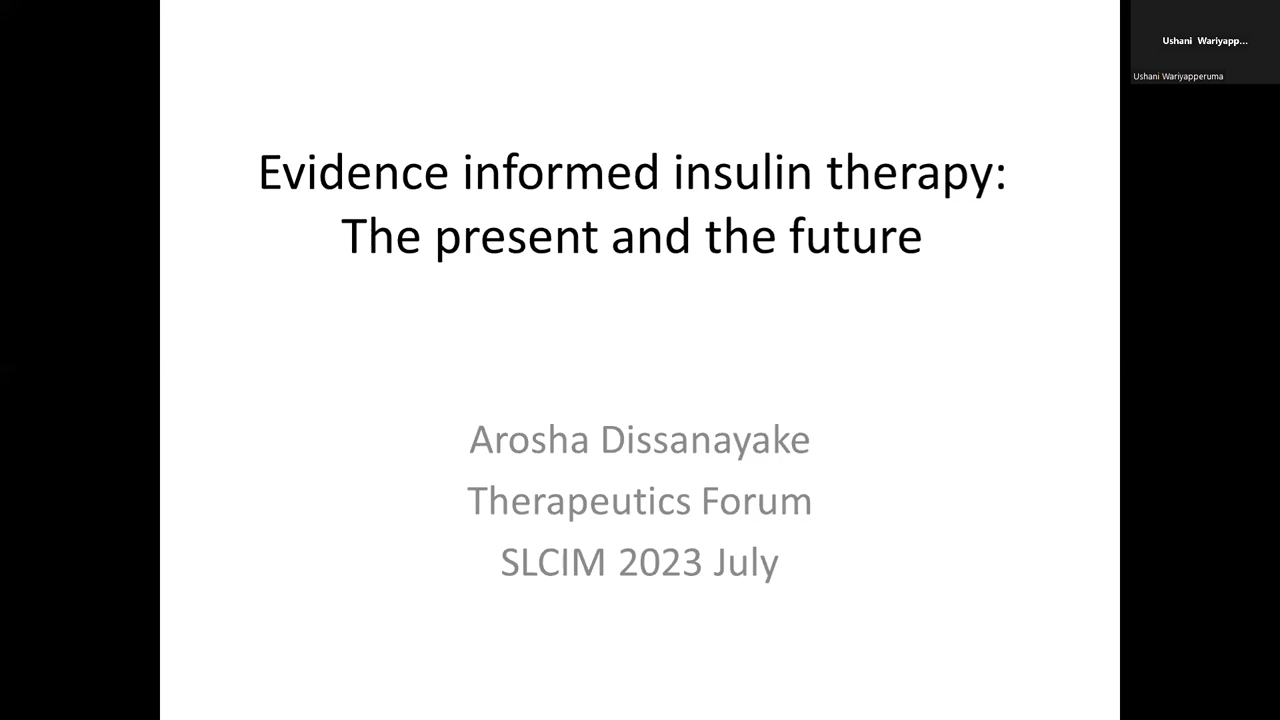 Evidence informed insulin therapy:
The present and the future
Arosha Dissanayake
Therapeutics Forum
SLCIM 2023 July
Ushani Wariyapp...
Ushani Wariyapperuma